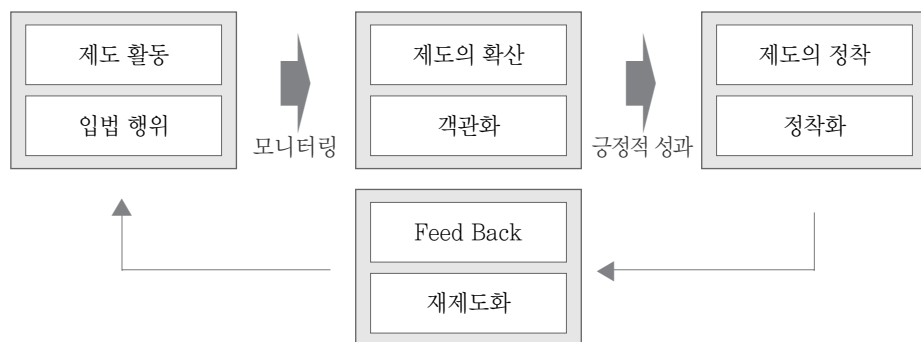 제도 활동
입법 행위
모니터링
제도의 확산
객관화
긍정적 성과
제도의 정착
정착화
Feed Back
재제도화